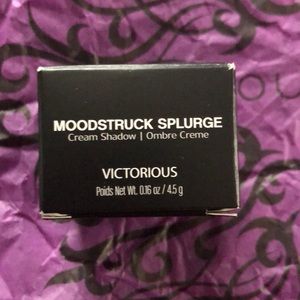 MOODSTRUCK SPLURGE
Cream Shadow | Ombre Creme
VICTORIOUS
Poids Net Wt. 0.16 oz / 4.5 g